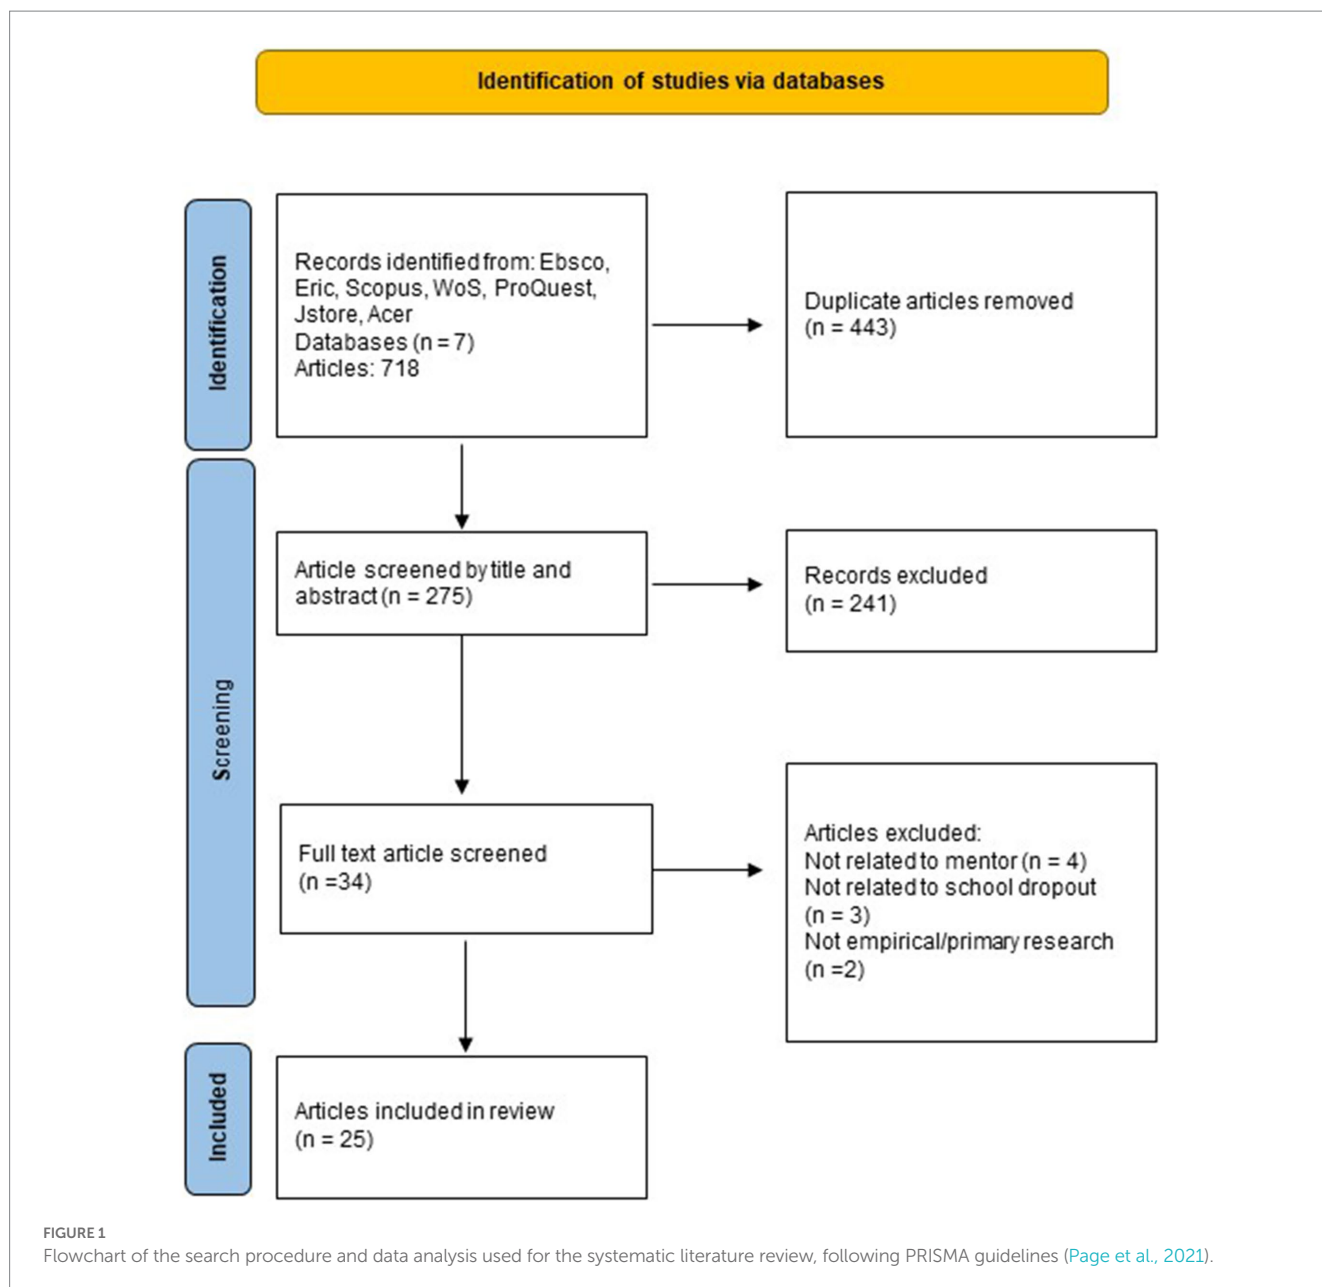 Identification of studies via databases
Identification
Records identified from: Ebsco,
Eric, Scopus, WoS, ProQuest,
Jstore, Acer
Databases (n = 7)
Articles: 718
Duplicate articles removed
(n = 443)
Screening
Article screened by title and
abstract (n = 275)
Records excluded
(n = 241)
Full text article screened
(n =34)
Articles excluded:
Not related to mentor (n = 4)
Not related to school dropout
(n = 3)
Not empirical/primary research
(n =2)
Included
Articles included in review
(n = 25)
FIGURE 1
Flowchart of the search procedure and data analysis used for the systematic literature review, following PRISMA guidelines (Page et al., 2021).